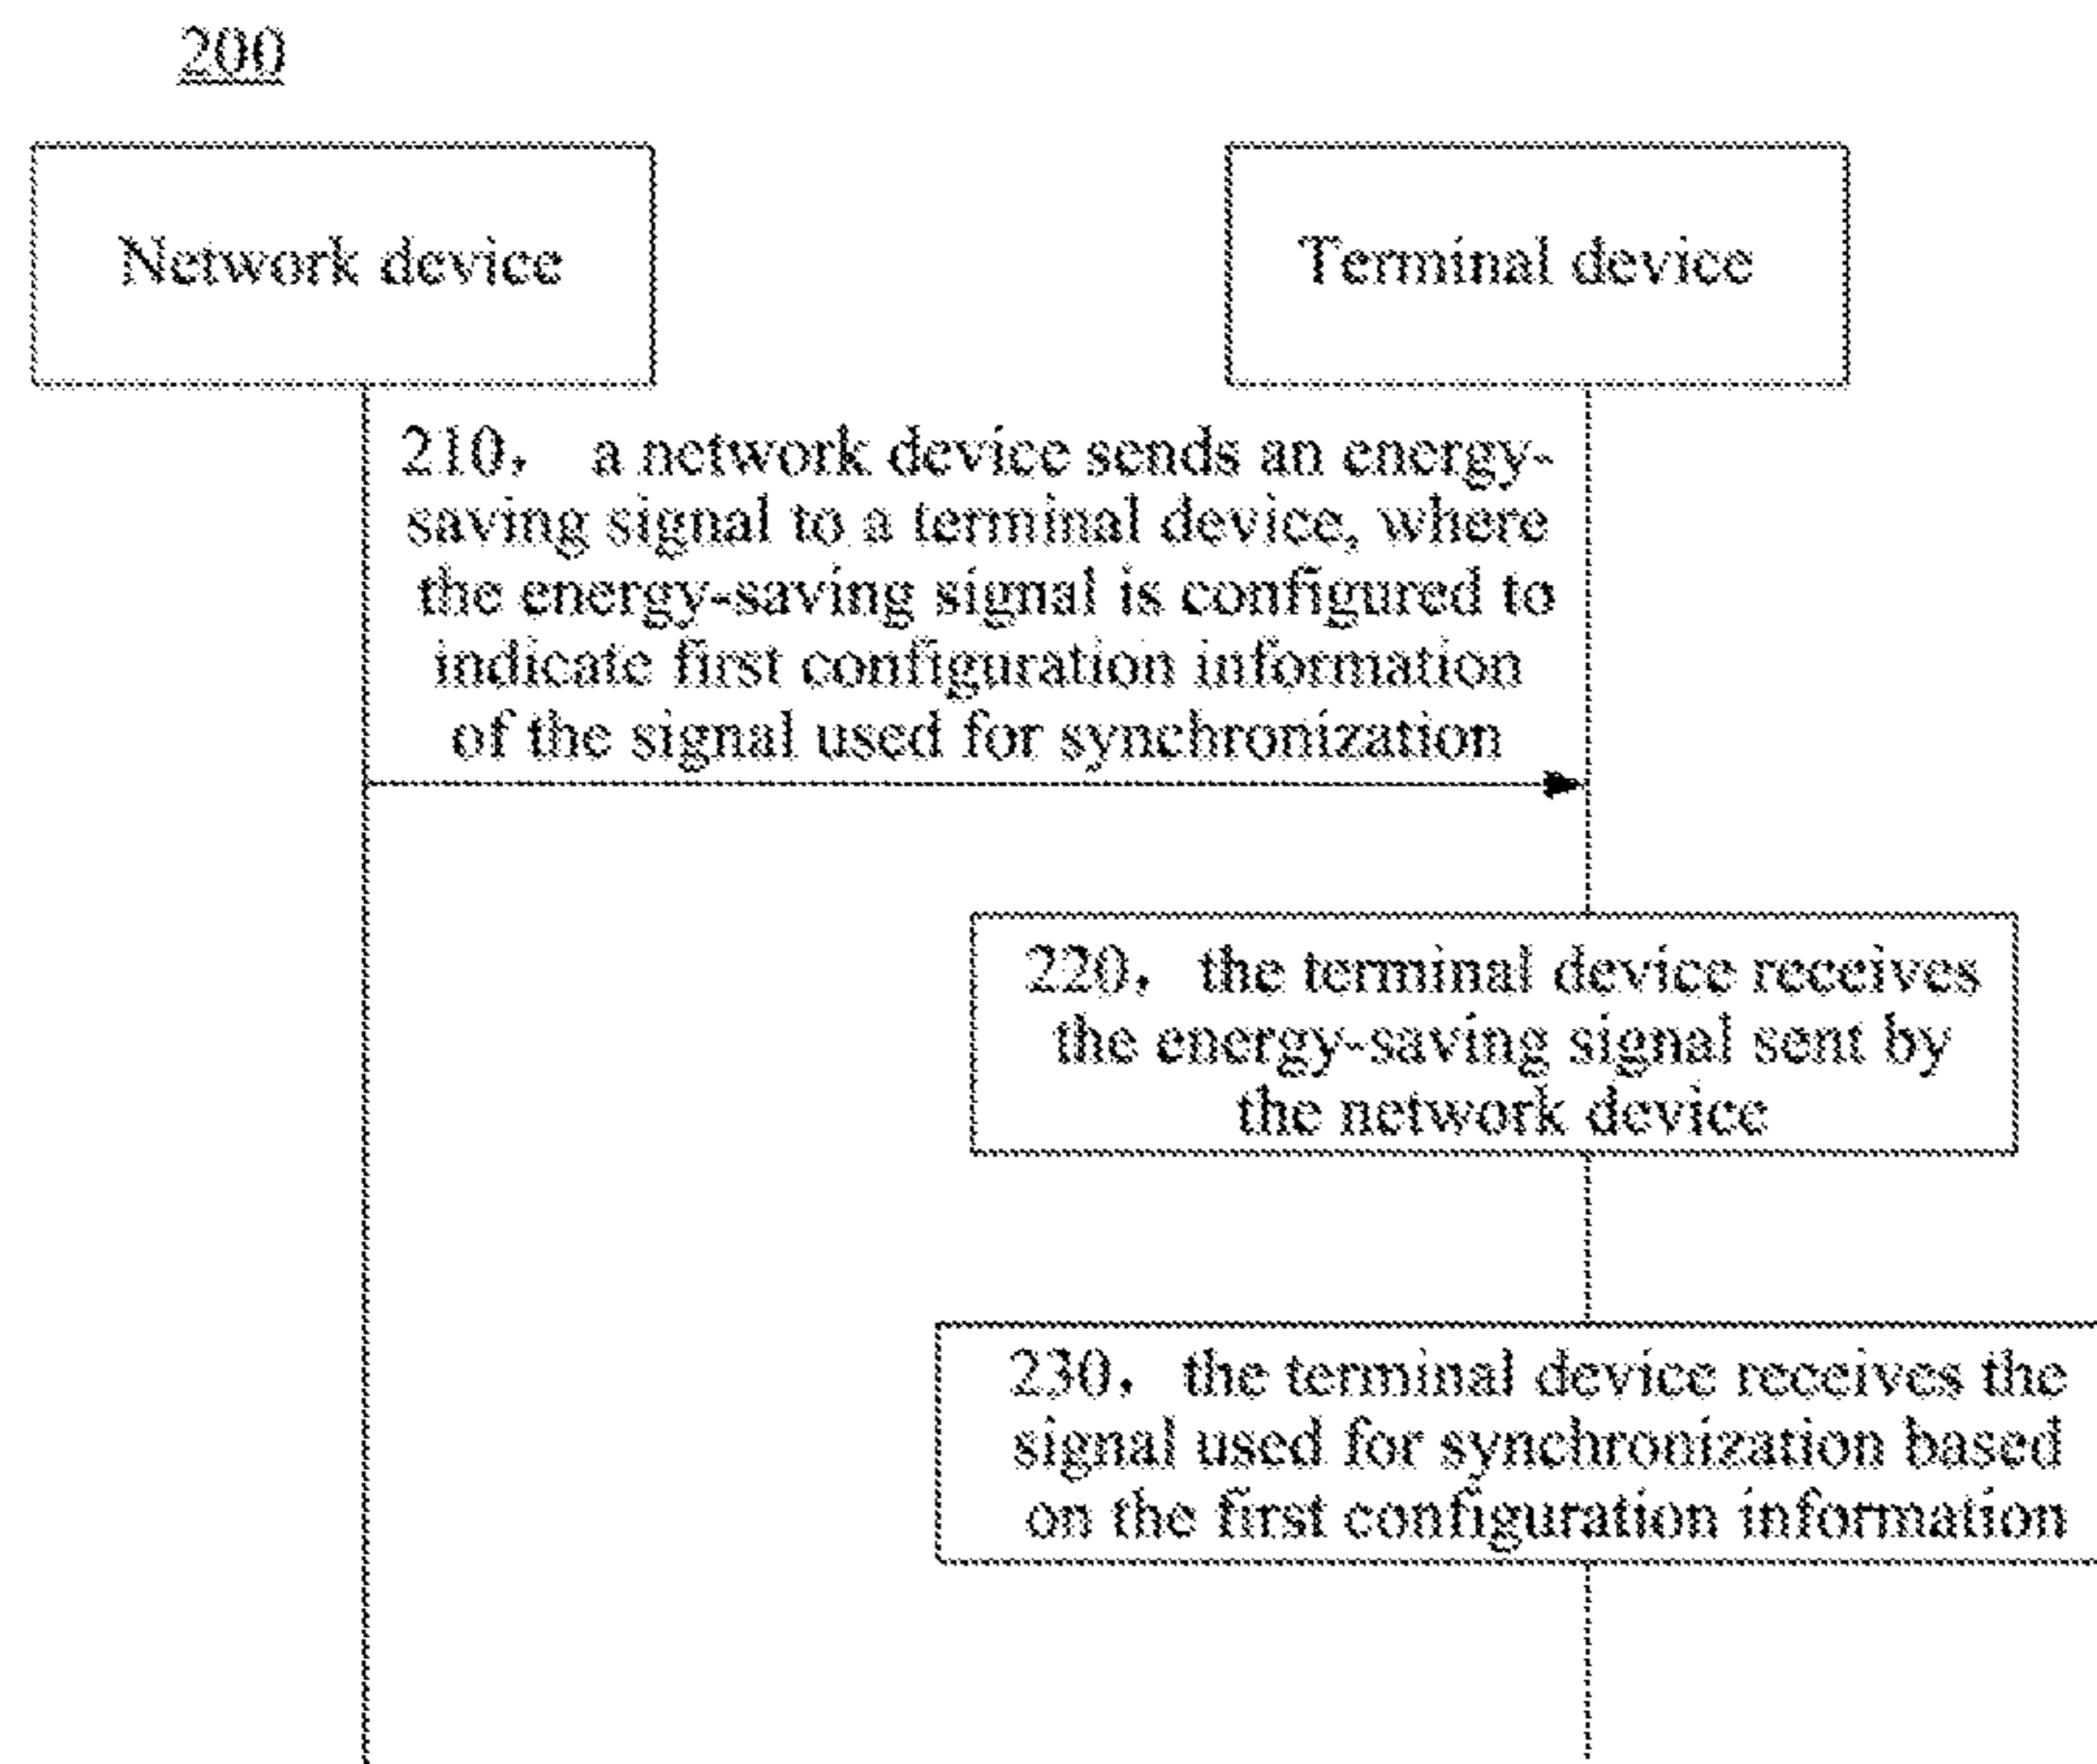 200
Network device
Terminal device
210, a network device sends an energy-
saving signal to a terminal device, where
the energy-saving signal is configured to
indicate first configuration information
of the signal used for synchronization
220, the terminal device receives
the energy-saving signal sent by
the network device
230, the terminal device receives the
signal used for synchronization based
on the first configuration information